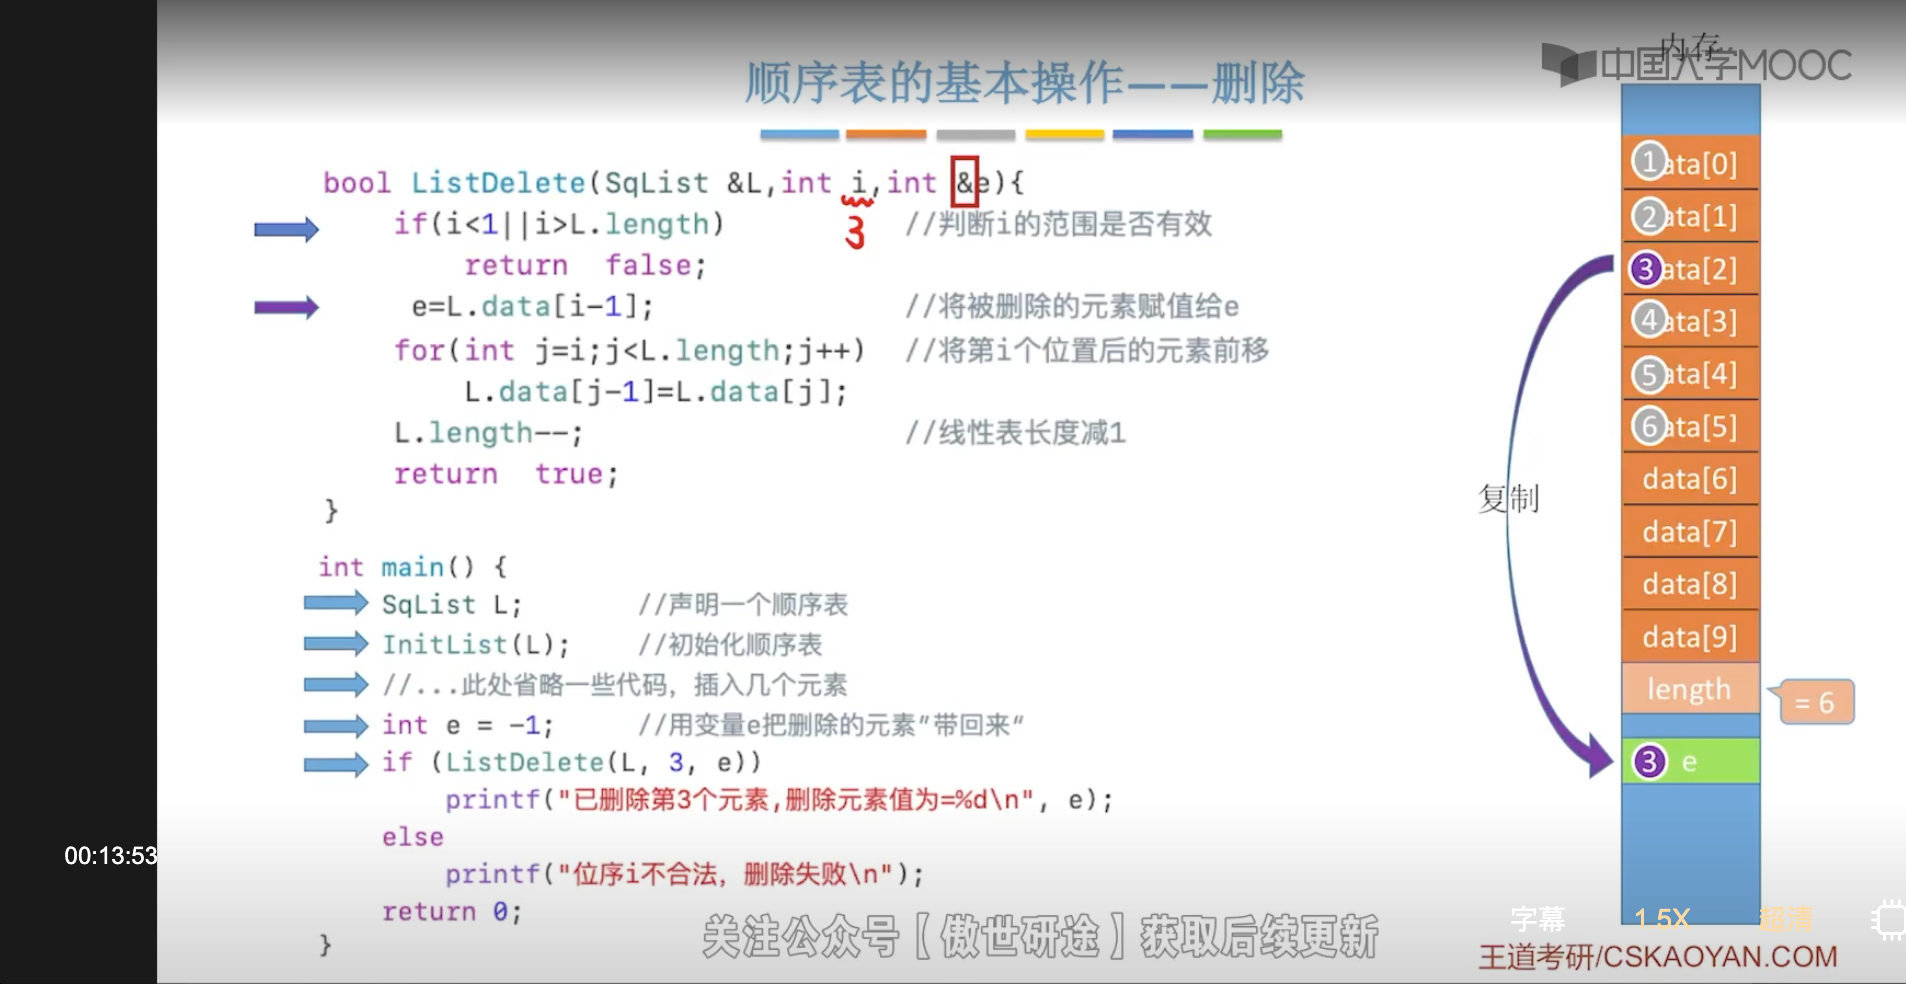 内存
中国大学MOOC
顺序表的基本操作——删除
bool ListDelete(SqList &L,int i,int &e){
3
if(i<1||i>L.length) //判断i的范围是否有效
return false;
e=L.data[i-1]; //将被删除的元素赋值给e
for(int j=i;j<L.length;j++) //将第i个位置后的元素前移
L.data[j-1]=L.data[j];
L.length--; //线性表长度减1
return true;
}
int main() {
SqList L; //声明一个顺序表
InitList(L); //初始化顺序表
//...此处省略一些代码，插入几个元素
int e = -1; //用变量e把删除的元素"带回来"
if (ListDelete(L, 3, e))
printf("已删除第3个元素,删除元素值为=%d\n", e);
else
printf("位序i不合法，删除失败\n");
return 0;
}
1 ata[0]
2 ata[1]
3 ata[2]
4 ata[3]
5 ata[4]
6 ata[5]
data[6]
data[7]
data[8]
data[9]
length
= 6
3 e
复制
00:13:53
字幕 1.5X 超清
关注公众号【傲世研途】获取后续更新
王道考研/CSKAOYAN.COM